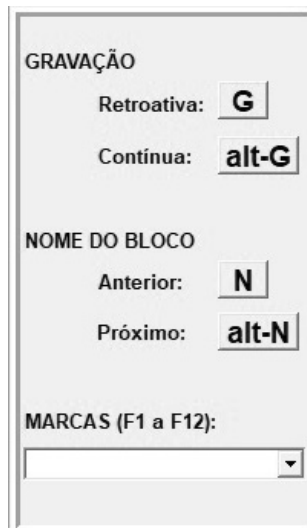 GRAVAÇÃO
Retroativa: G
Contínua: alt-G
NOME DO BLOCO
Anterior: N
Próximo: alt-N
MARCAS (F1 a F12):